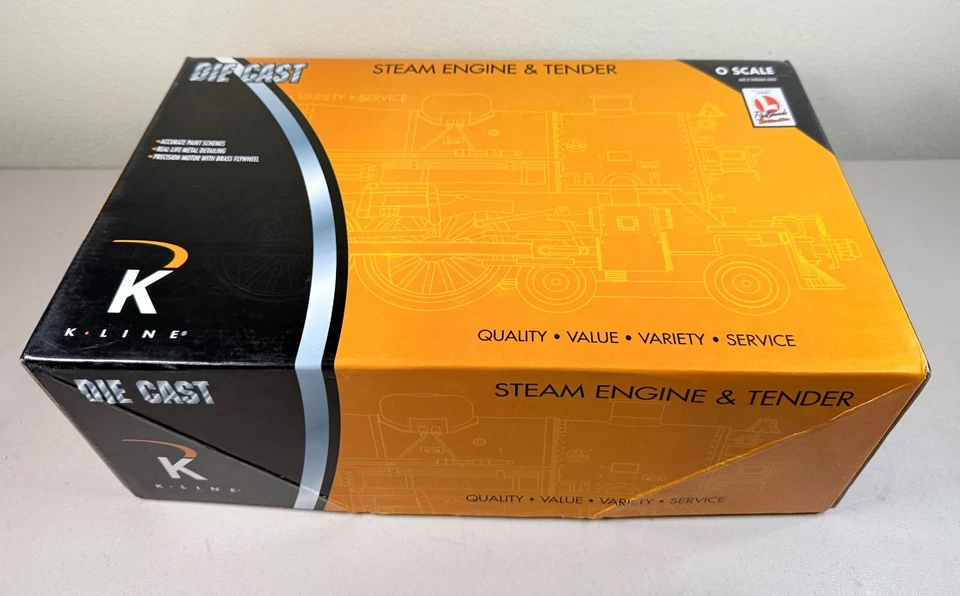 DIE CAST
STEAM ENGINE & TENDER
O SCALE
VARIETY • SERVICE
ACCURATE PAINT SCHEMES
REAL-LIFE METAL DETAILING
PRECISION MOTOR WITH BRASS FLYWHEEL
K
K•LINE®
QUALITY • VALUE • VARIETY • SERVICE
DIE CAST
STEAM ENGINE & TENDER
K
K•LINE
QUALITY • VALUE • VARIETY • SERVICE